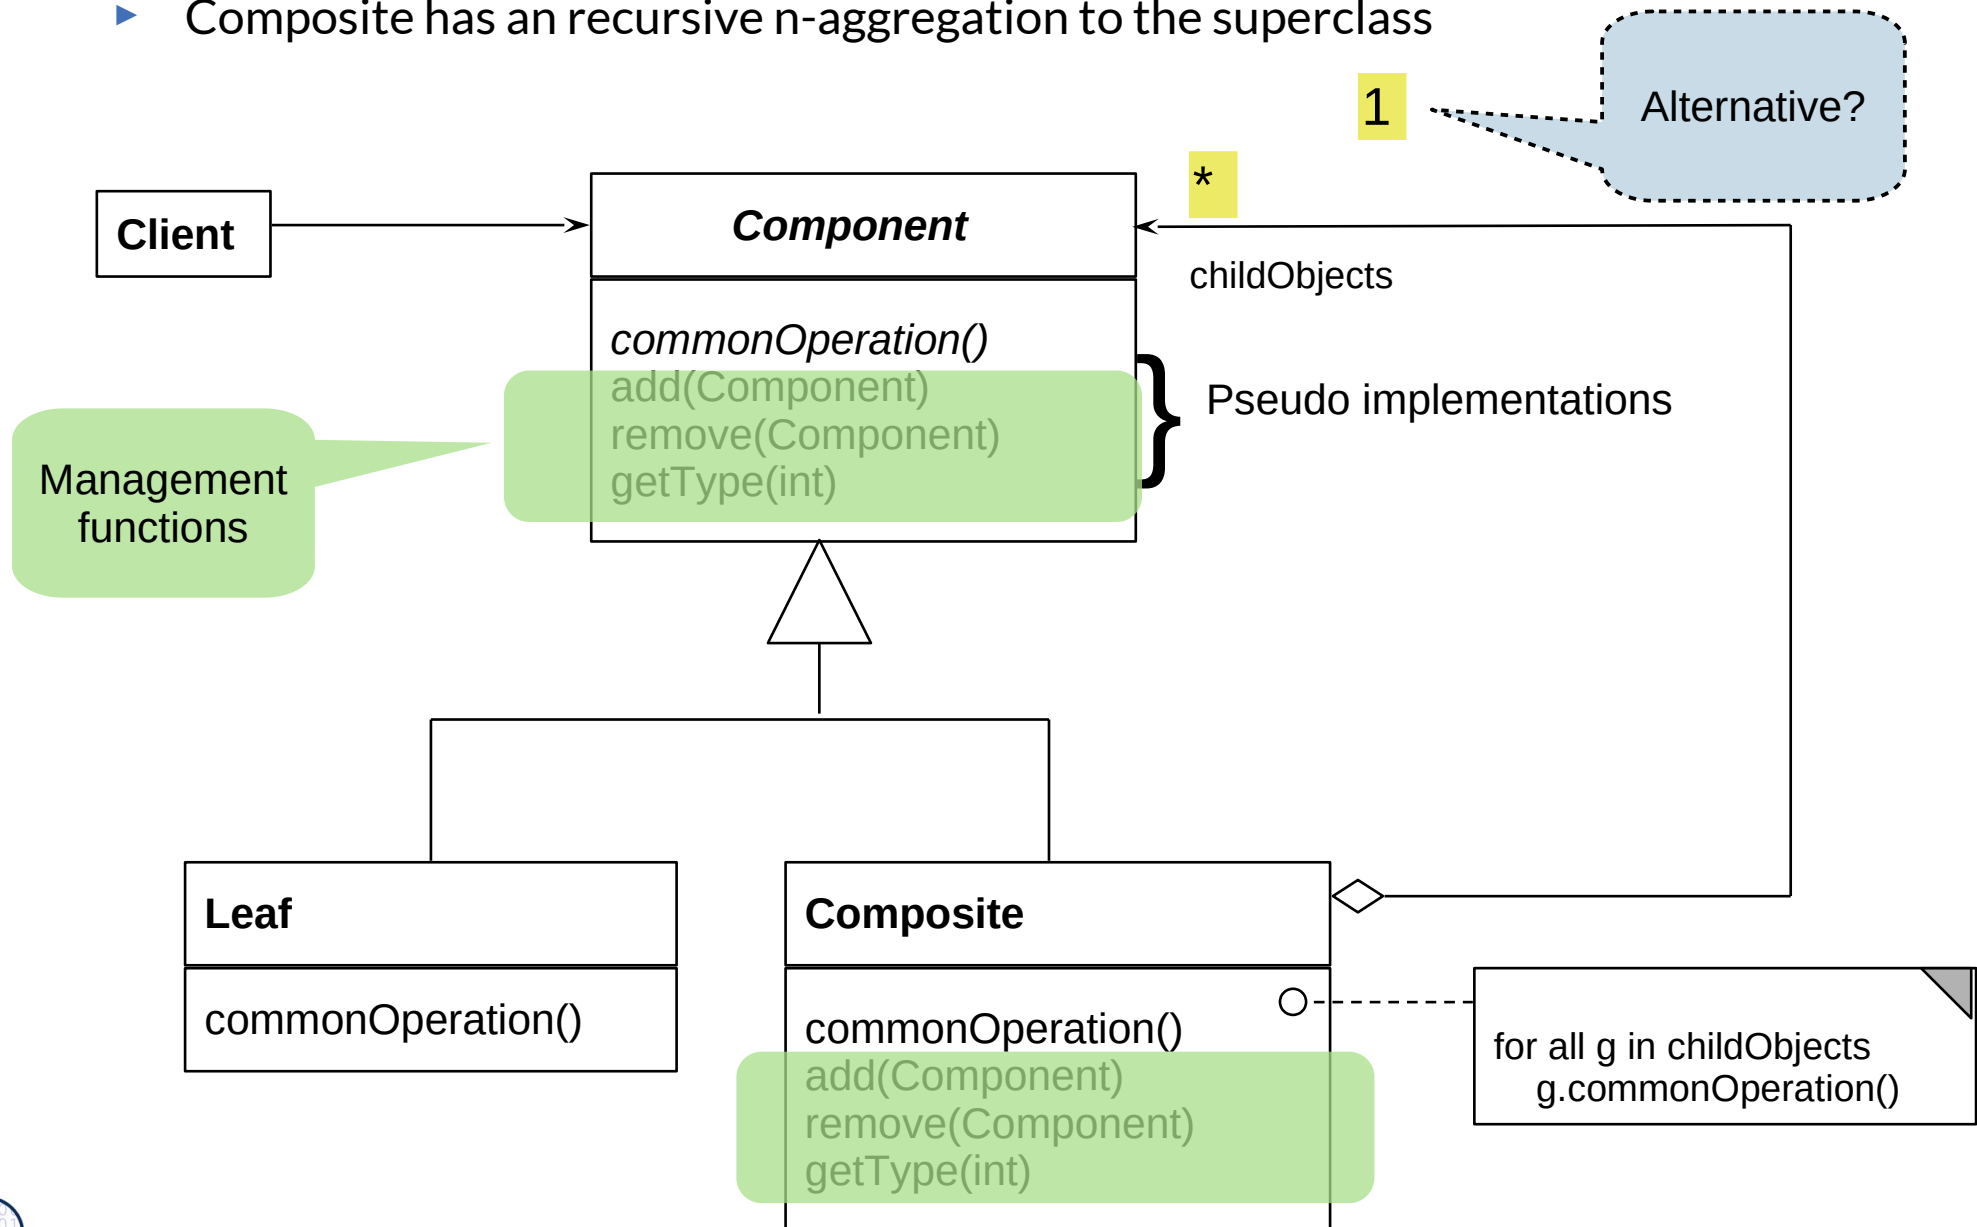 Composite has an recursive n-aggregation to the superclass
Alternative?
1
*
Client
Component
childObjects
commonOperation()
add(Component)
remove(Component)
getType(int)
Pseudo implementations
Management
functions
Leaf
commonOperation()
Composite
commonOperation()
add(Component)
remove(Component)
getType(int)
for all g in childObjects
g.commonOperation()